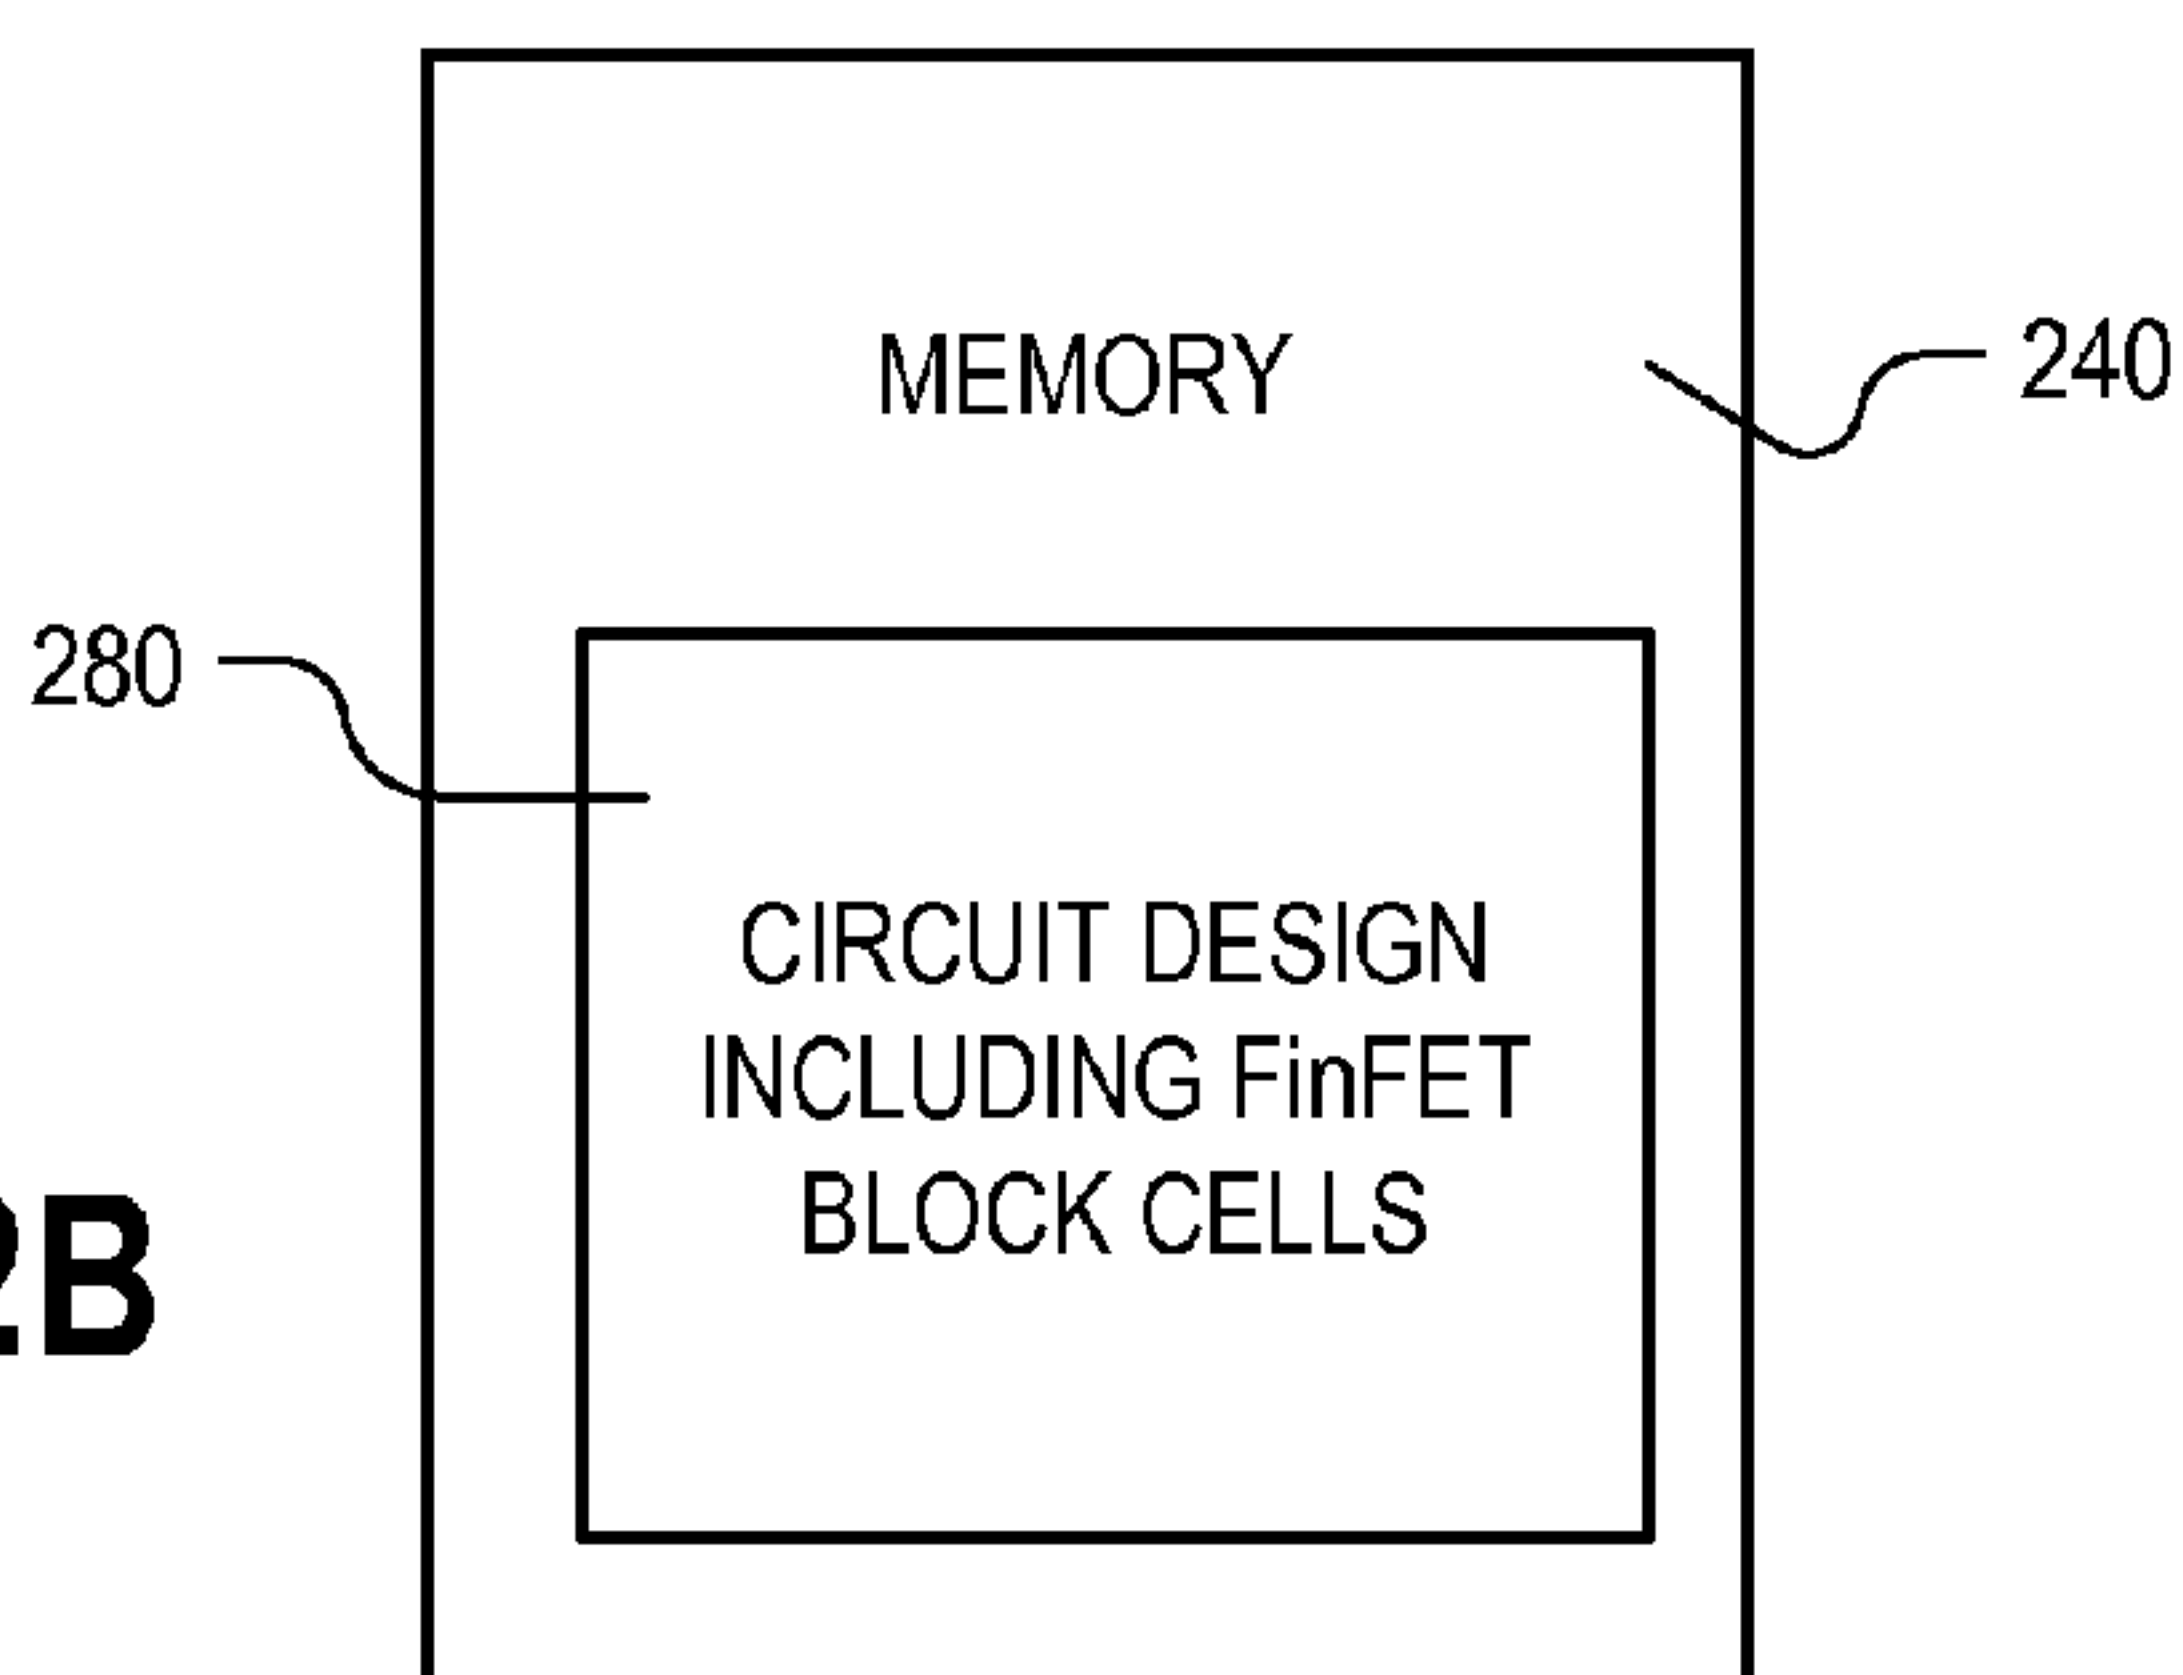 MEMORY
240
280
CIRCUIT DESIGN
INCLUDING FinFET
BLOCK CELLS
2B